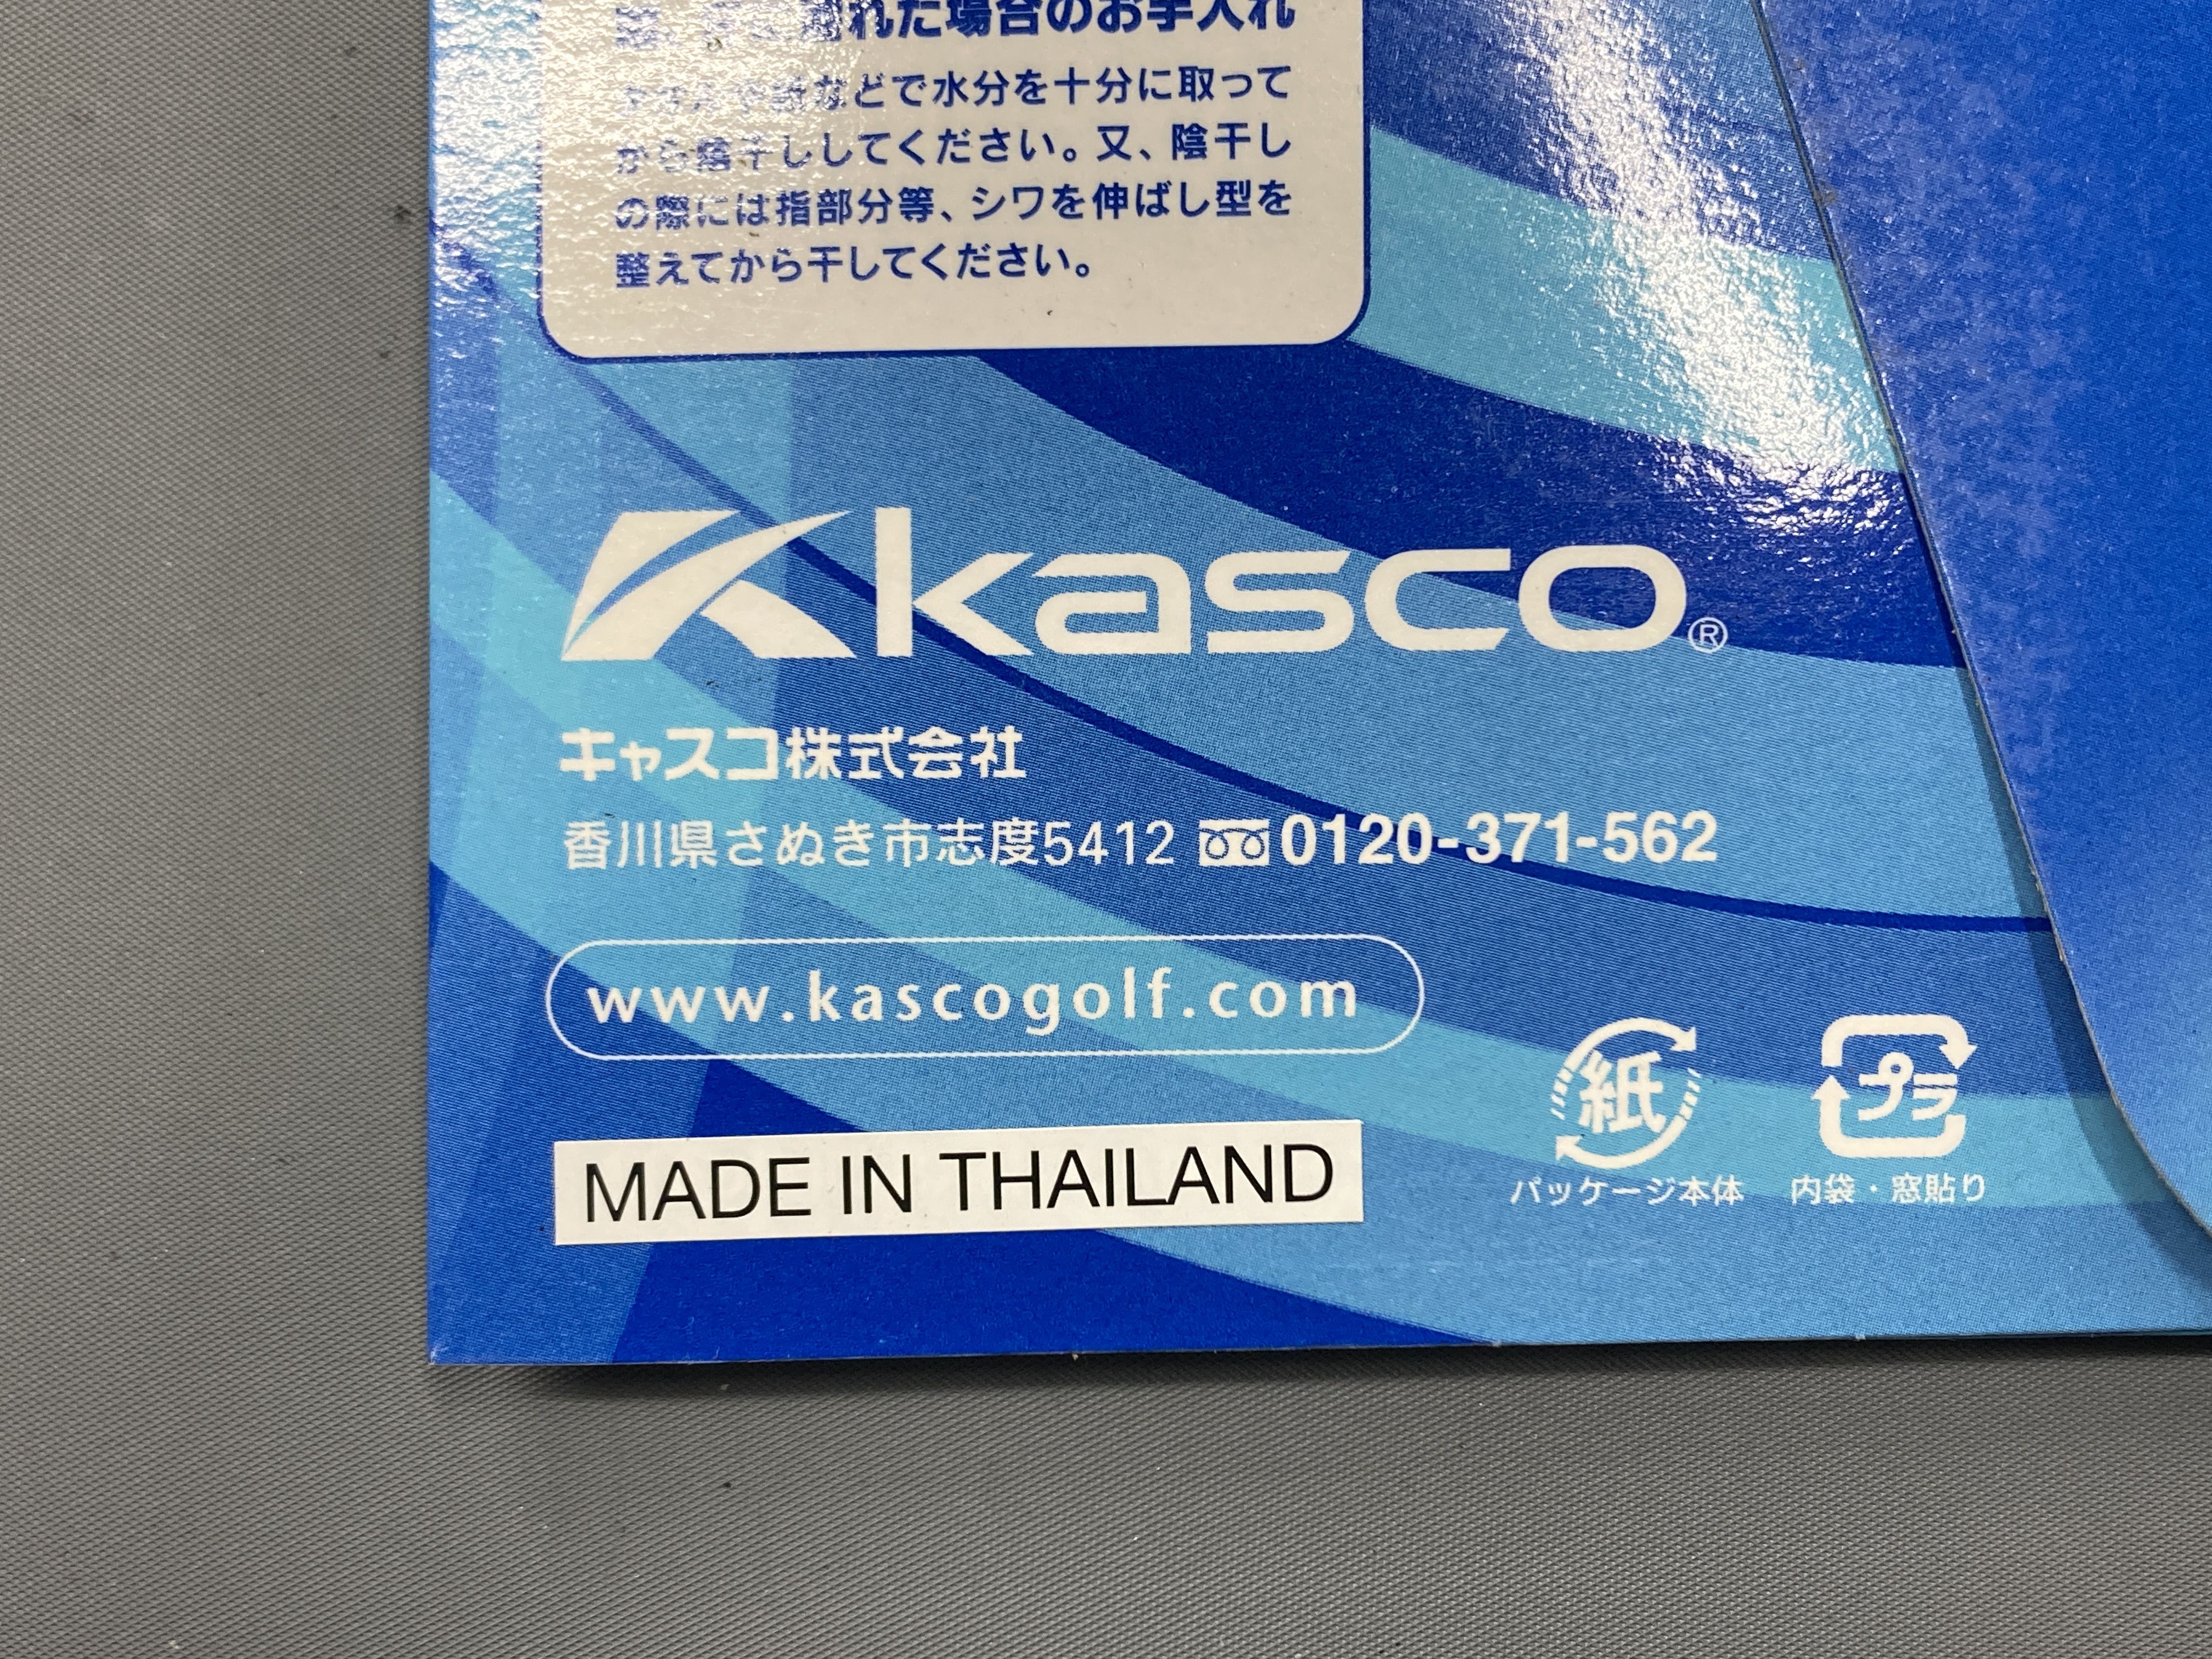 れた場合のお手入れ
などで水分を十分に取って
から陰干ししてください。又、陰干し
の際には指部分等、シワを伸ばし型を
整えてから干してください。
kasco®
キャスコ株式会社
香川県さぬき市志度5412 0120-371-562
www.kascogolf.com
紙 プラ
パッケージ本体 内袋・窓貼り
MADE IN THAILAND